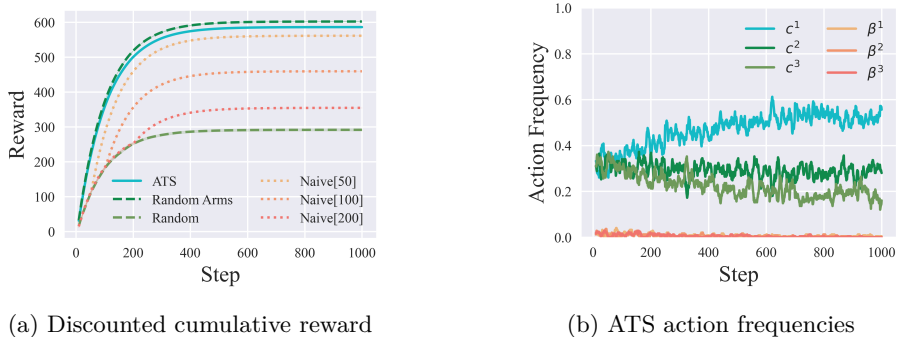 600
500
400
300
200
100
0
Reward
ATS
Random Arms
Random
Naive[50]
Naive[100]
Naive[200]
0 200 400 600 800 1000
Step
(a) Discounted cumulative reward
1.0
0.8
0.6
0.4
0.2
0.0
Action Frequency
c¹
c²
c³
β¹
β²
β³
0 200 400 600 800 1000
Step
(b) ATS action frequencies